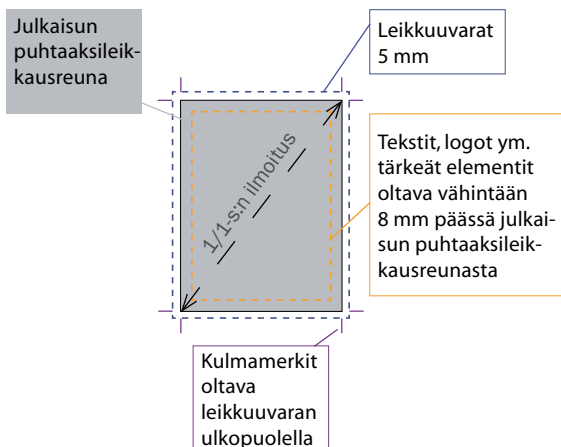 Julkaisun
puhtaaksileik-
kausreuna
Leikkuuvarat
5 mm
1/1-s:n ilmoitus
Tekstit, logot ym.
tärkeät elementit
oltava vähintään
8 mm päässä julkai-
sun puhtaaksileik-
kausreunasta
Kulmamerkit
oltava
leikkuuvaran
ulkopuolella